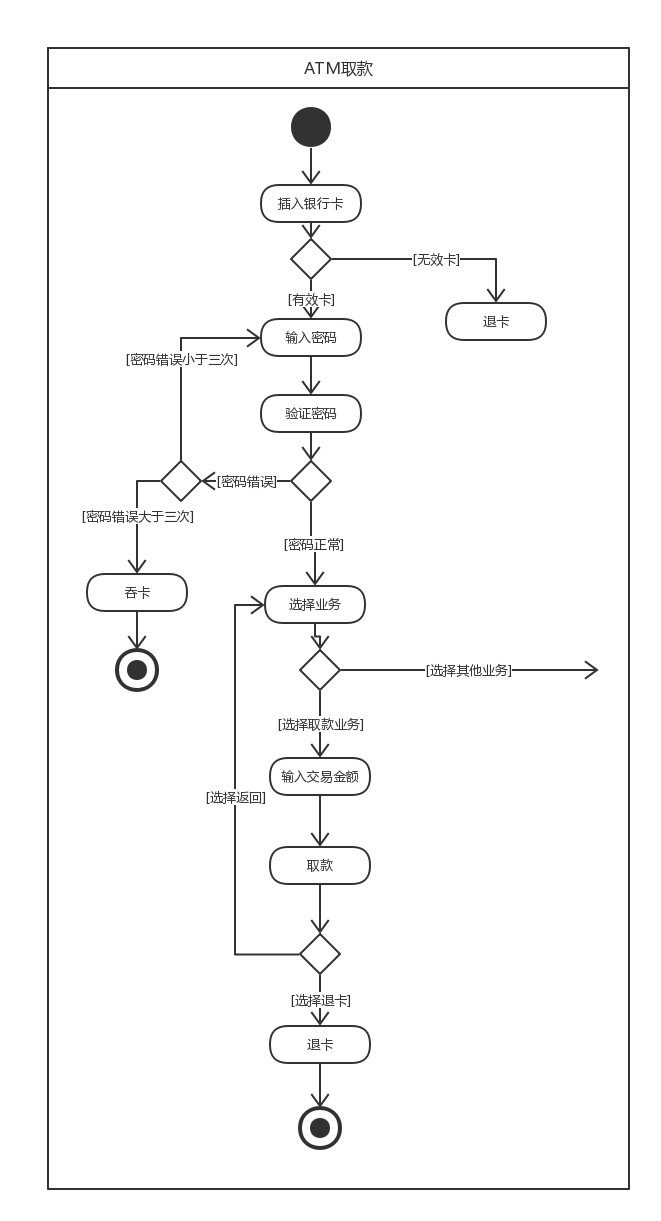 ATM取款
插入银行卡
[无效卡]
[有效卡]
退卡
输入密码
[密码错误小于三次]
验证密码
[密码错误]
[密码错误大于三次]
[密码正常]
吞卡
选择业务
[选择其他业务]
[选择取款业务]
输入交易金额
[选择返回]
取款
[选择退卡]
退卡